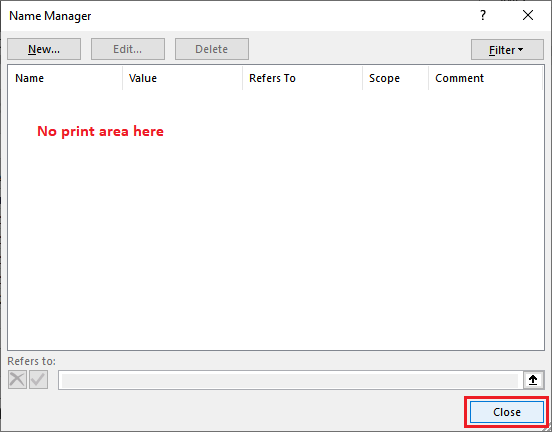 Name Manager
?
New... Edit... Delete Filter
Name Value Refers To Scope Comment
No print area here
Refers to:
Close